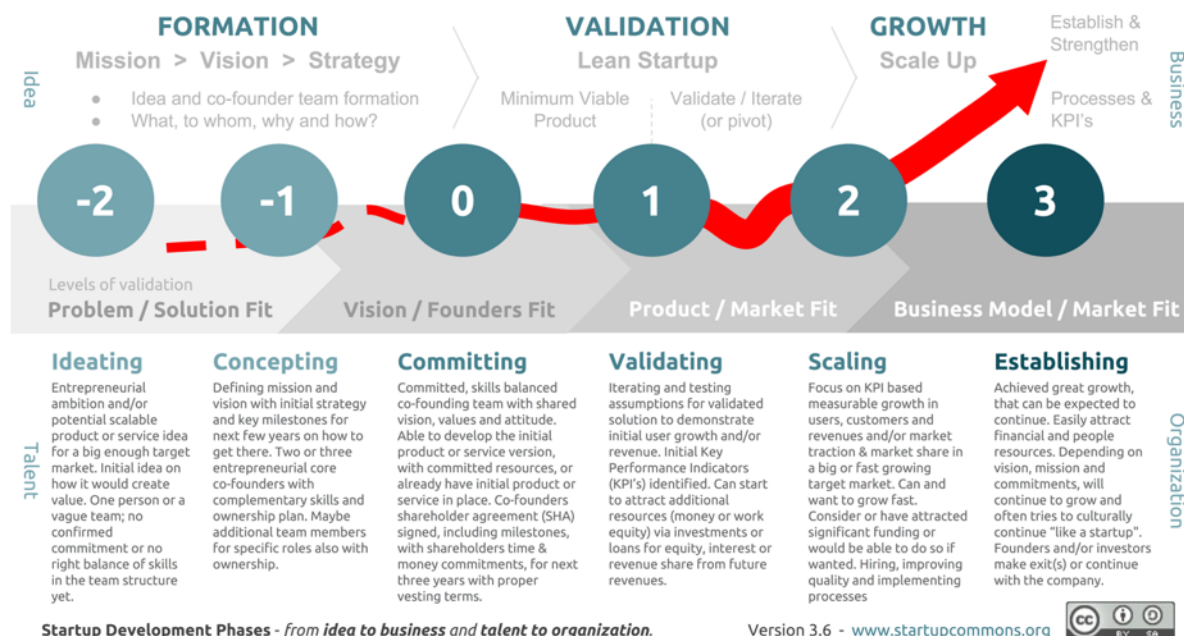 FORMATION
Mission > Vision > Strategy
● Idea and co-founder team formation
● What, to whom, why and how?
VALIDATION
Lean Startup
Minimum Viable
Product
Validate / Iterate
(or pivot)
GROWTH
Scale Up
Establish &
Strengthen
Processes &
KPI's
Idea
Business
-2
-1
0
1
2
3
Levels of validation
Problem / Solution Fit
Vision / Founders Fit
Product / Market Fit
Business Model / Market Fit
Talent
Organization
Ideating
Entrepreneurial
ambition and/or
potential scalable
product or service idea
for a big enough target
market. Initial idea on
how it would create
value. One person or a
vague team; no
confirmed
commitment or no
right balance of skills
in the team structure
yet.
Concepting
Defining mission and
vision with initial strategy
and key milestones for
next few years on how to
get there. Two or three
entrepreneurial core
co-founders with
complementary skills and
ownership plan. Maybe
additional team members
for specific roles also with
ownership.
Committing
Committed, skills balanced
co-founding team with shared
vision, values and attitude.
Able to develop the initial
product or service version,
with committed resources, or
already have initial product or
service in place. Co-founders
shareholder agreement (SHA)
signed, including milestones,
with shareholders time &
money commitments, for next
three years with proper
vesting terms.
Validating
Iterating and testing
assumptions for validated
solution to demonstrate
initial user growth and/or
revenue. Initial Key
Performance Indicators
(KPI's) identified. Can start
to attract additional
resources (money or work
equity) via investments or
loans for equity, interest or
revenue share from future
revenues.
Scaling
Focus on KPI based
measurable growth in
users, customers and
revenues and/or market
traction & market share in
a big or fast growing
target market. Can and
want to grow fast.
Consider or have attracted
significant funding or
would be able to do so if
wanted. Hiring, improving
quality and implementing
processes
Establishing
Achieved great growth,
that can be expected to
continue. Easily attract
financial and people
resources. Depending on
vision, mission and
commitments, will
continue to grow and
often tries to culturally
continue "like a startup".
Founders and/or investors
make exit(s) or continue
with the company.
Startup Development Phases - from idea to business and talent to organization.
Version 3.6 - www.startupcommons.org
cc
BY SA